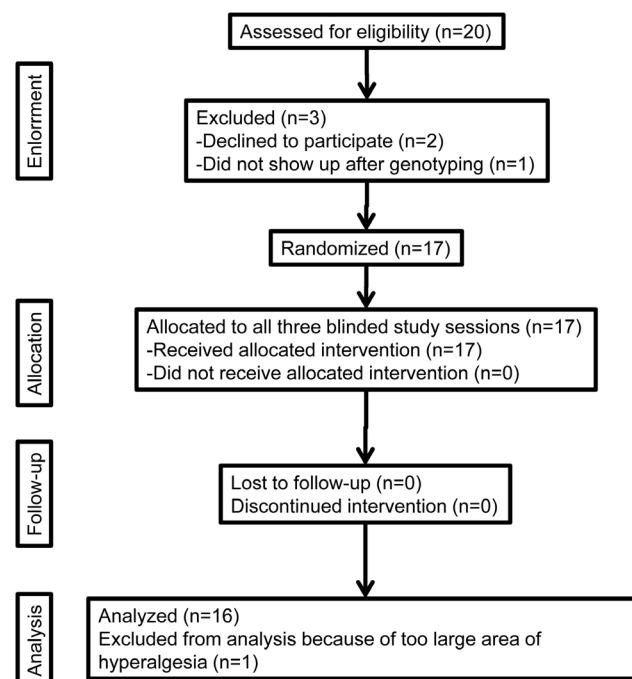 Assessed for eligibility (n=20)
Enlorrment
Excluded (n=3)
-Declined to participate (n=2)
-Did not show up after genotyping (n=1)
Randomized (n=17)
Allocation
Allocated to all three blinded study sessions (n=17)
-Received allocated intervention (n=17)
-Did not receive allocated intervention (n=0)
Follow-up
Lost to follow-up (n=0)
Discontinued intervention (n=0)
Analysis
Analyzed (n=16)
Excluded from analysis because of too large area of
hyperalgesia (n=1)